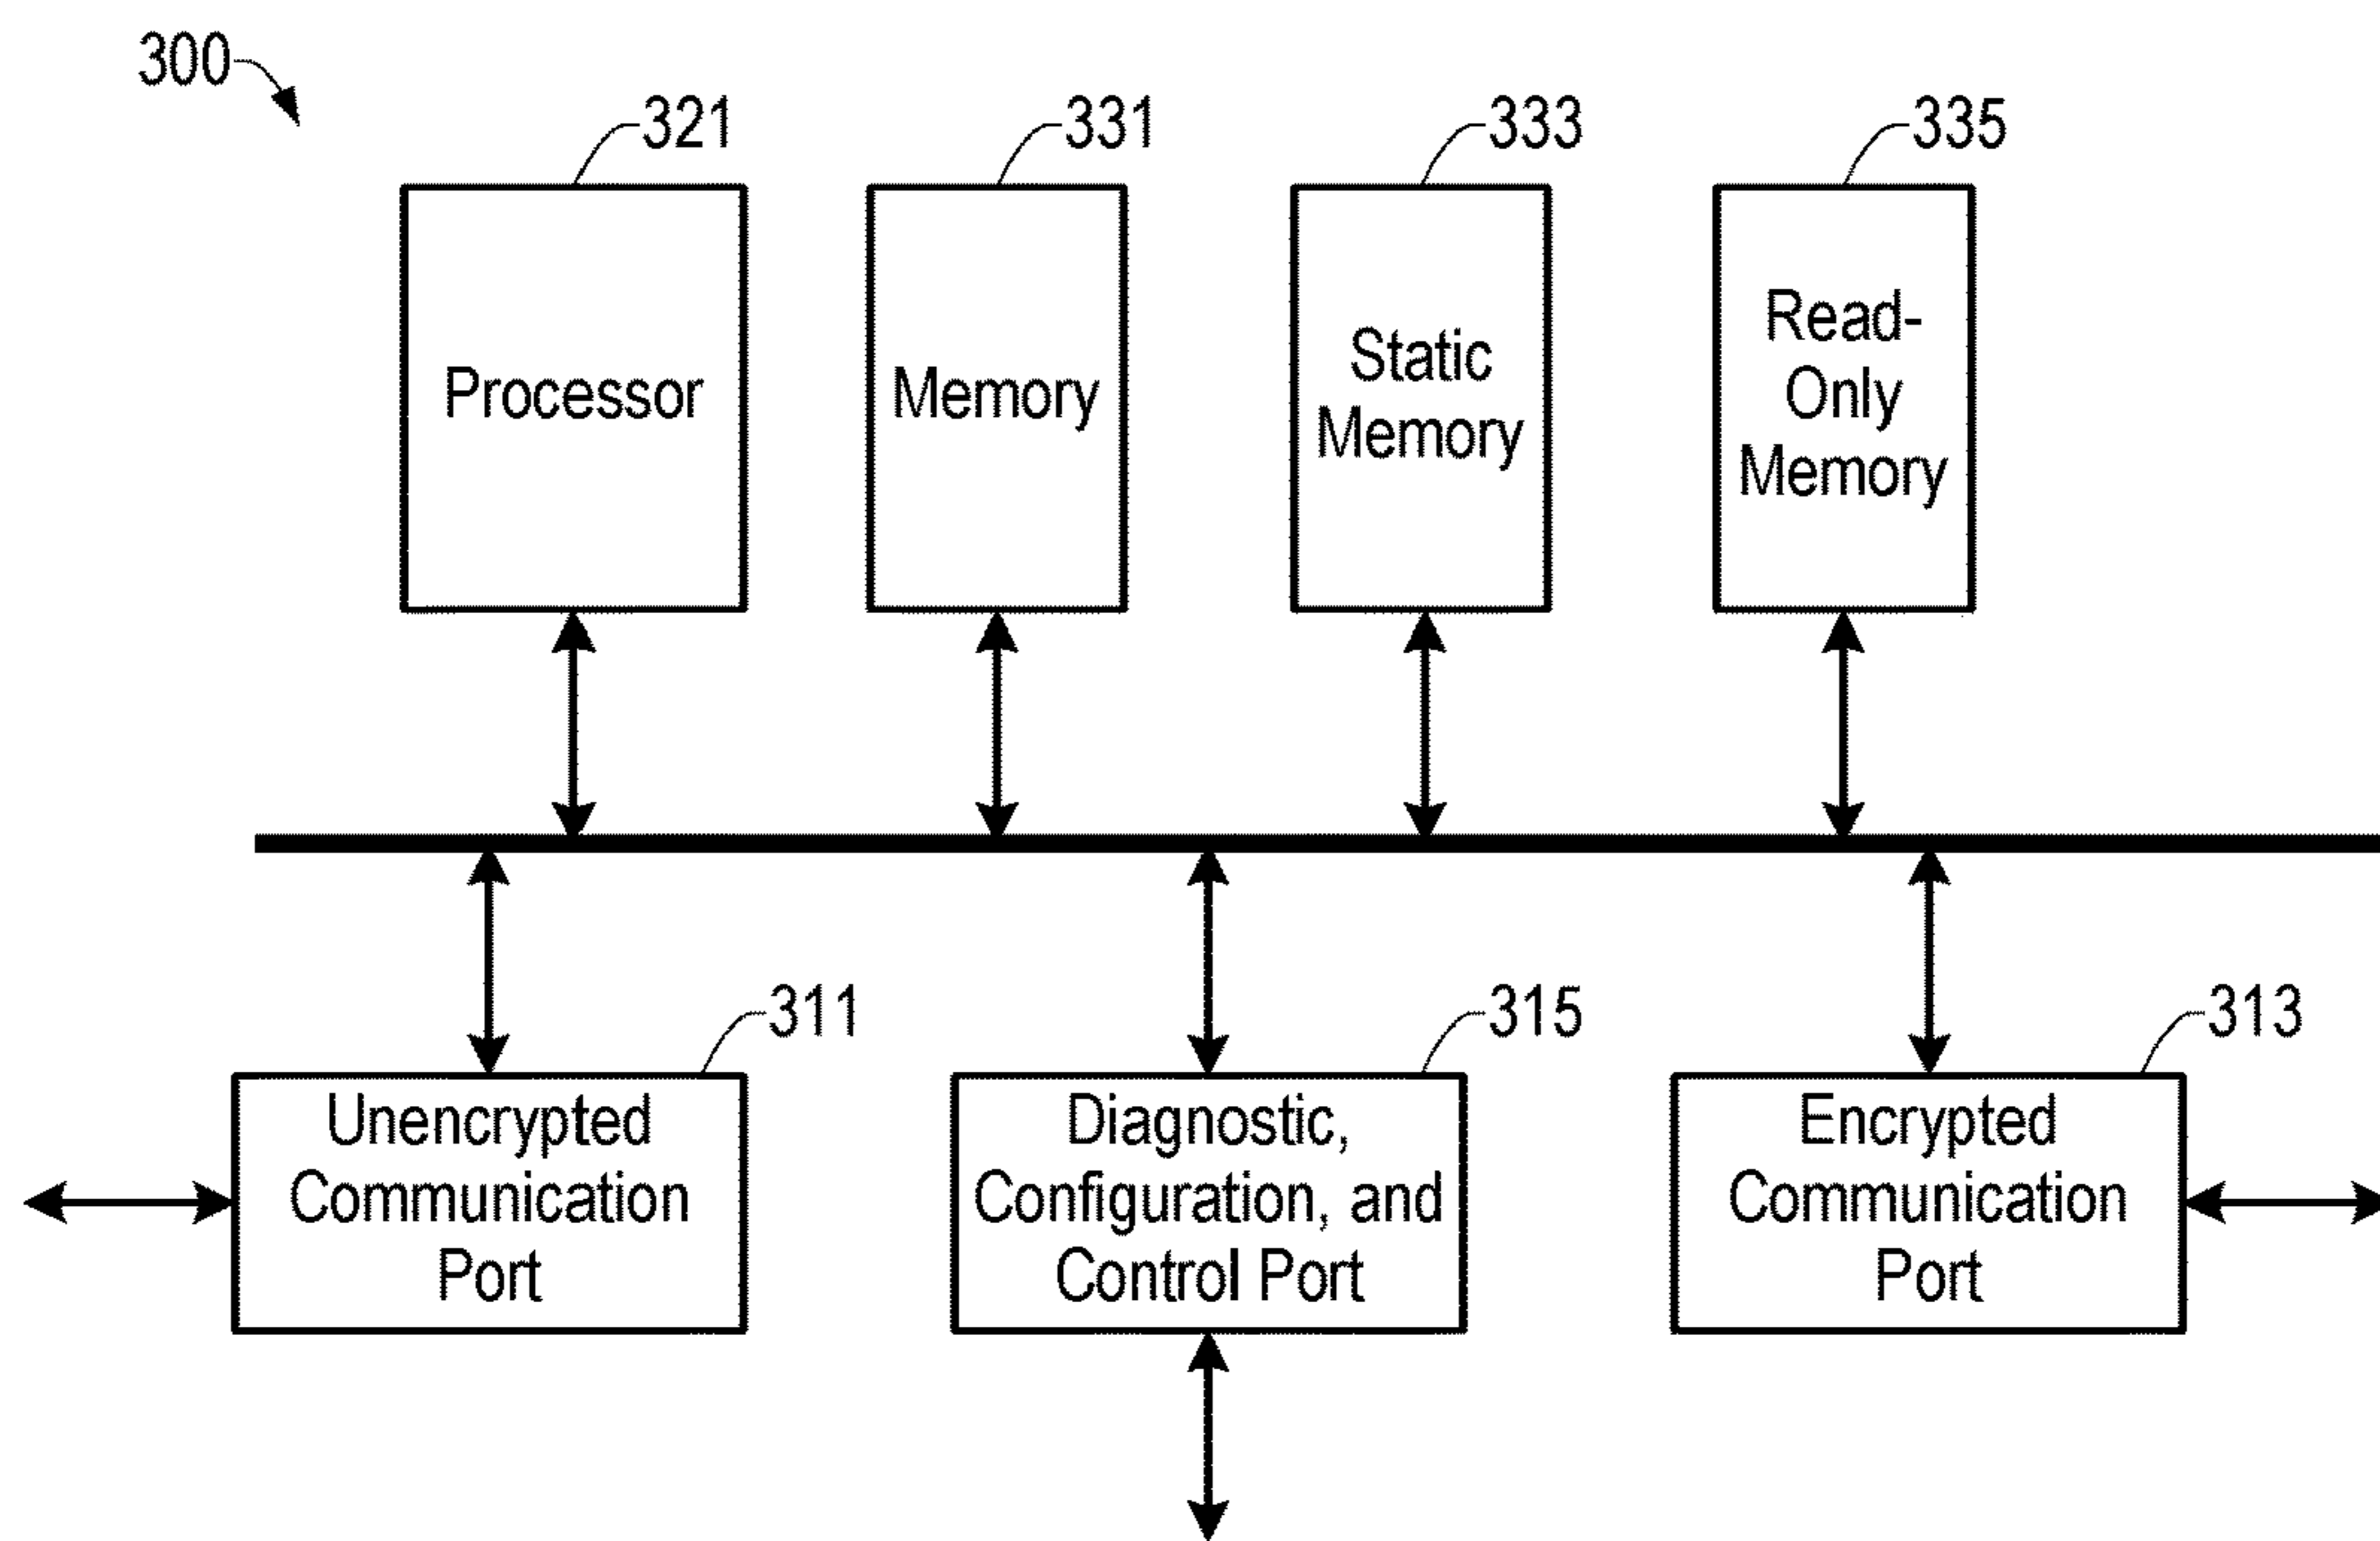 300
321
331
333
335
Processor
Memory
Static
Memory
Read-
Only
Memory
311
315
313
Unencrypted
Communication
Port
Diagnostic,
Configuration, and
Control Port
Encrypted
Communication
Port